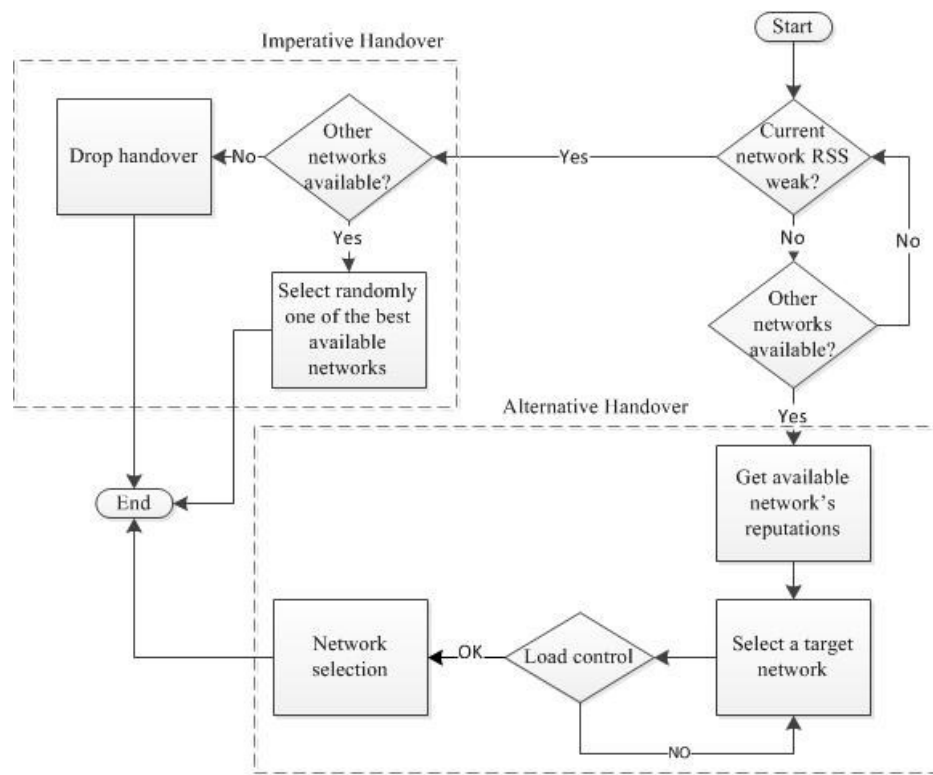 Imperative Handover
Start
Drop handover
No
Other
networks
available?
Yes
Current
network RSS
weak?
Yes
Select randomly
one of the best
available
networks
No
No
Other
networks
available?
Alternative Handover
Yes
End
Get available
network's
reputations
Network
selection
OK
Load control
Select a target
network
NO